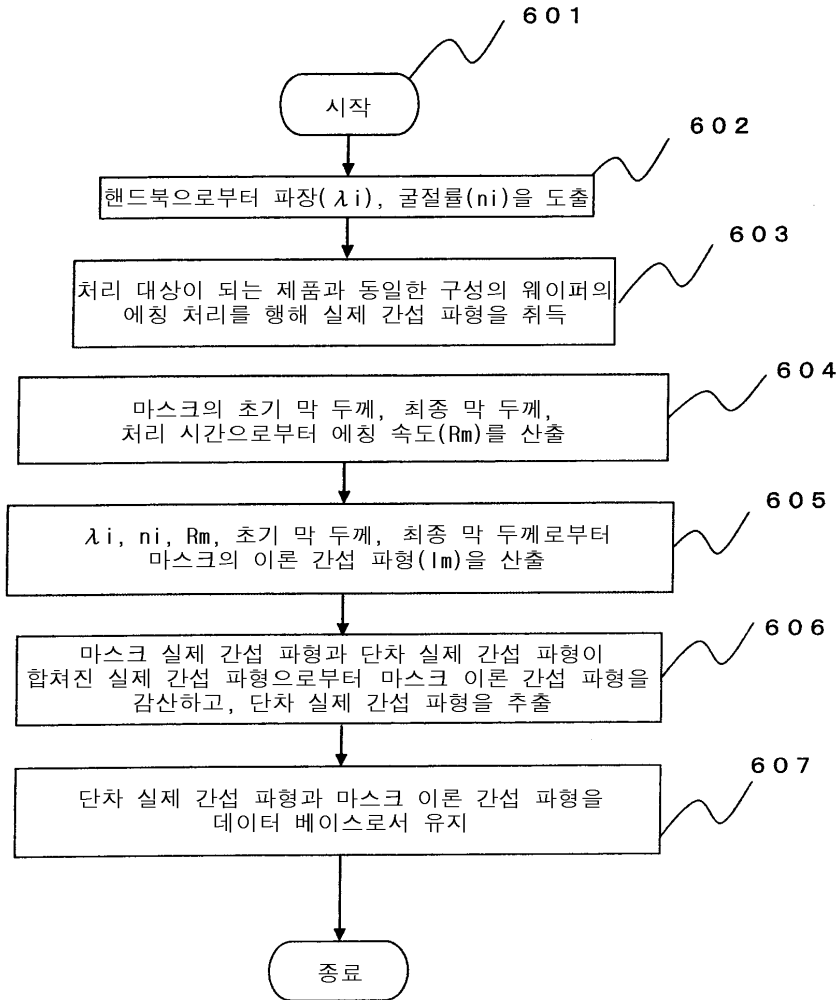 601
시작
602
핸드북으로부터 파장(λi), 굴절률(ni)을 도출
603
처리 대상이 되는 제품과 동일한 구성의 웨이퍼의
에칭 처리를 행해 실제 간섭 파형을 취득
604
마스크의 초기 막 두께, 최종 막 두께,
처리 시간으로부터 에칭 속도(Rm)를 산출
605
λi, ni, Rm, 초기 막 두께, 최종 막 두께로부터
마스크의 이론 간섭 파형(Im)을 산출
606
마스크 실제 간섭 파형과 단차 실제 간섭 파형이
합쳐진 실제 간섭 파형으로부터 마스크 이론 간섭 파형을
감산하고, 단차 실제 간섭 파형을 추출
607
단차 실제 간섭 파형과 마스크 이론 간섭 파형을
데이터 베이스로서 유지
종료